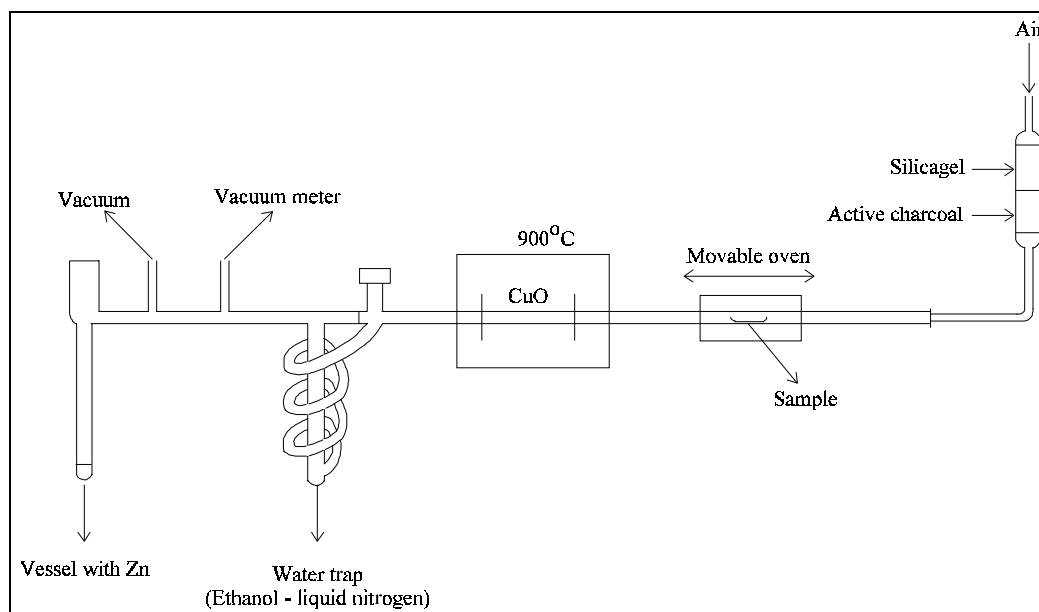 Air
Silicagel
Active charcoal
Vacuum
Vacuum meter
900°C
CuO
Movable oven
Sample
Vessel with Zn
Water trap
(Ethanol - liquid nitrogen)